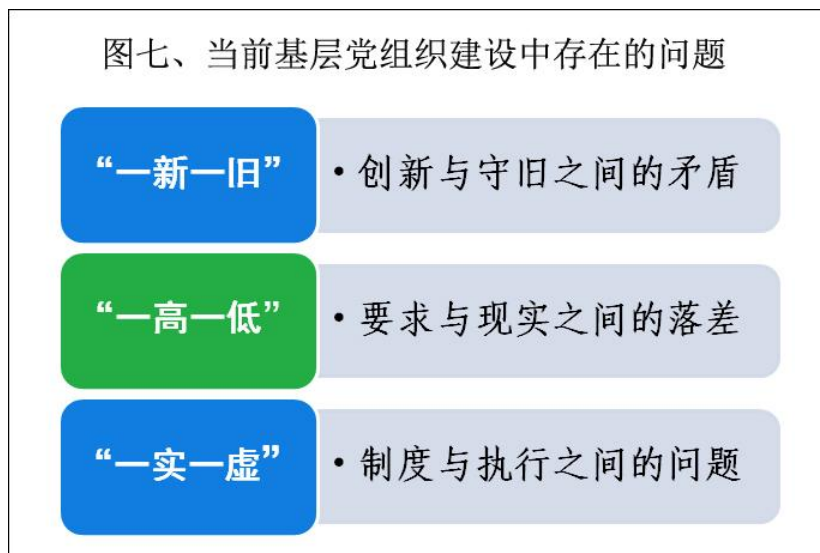 图七、当前基层党组织建设中存在的问题
“一新一旧”
•创新与守旧之间的矛盾
“一高一低”
•要求与现实之间的落差
“一实一虚”
•制度与执行之间的问题